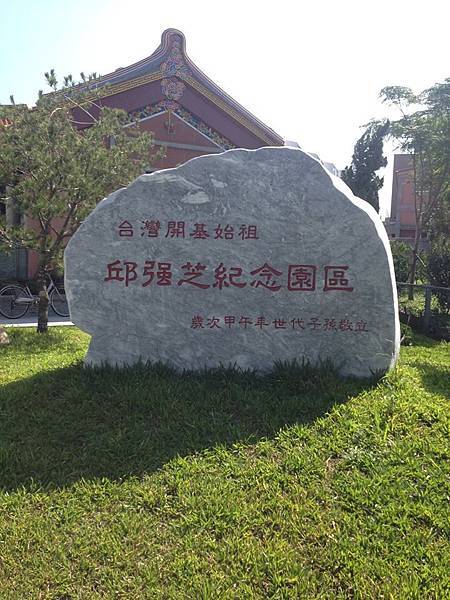 台灣開基始祖
邱强芝紀念園區
歲次甲午年世代子孫敬立